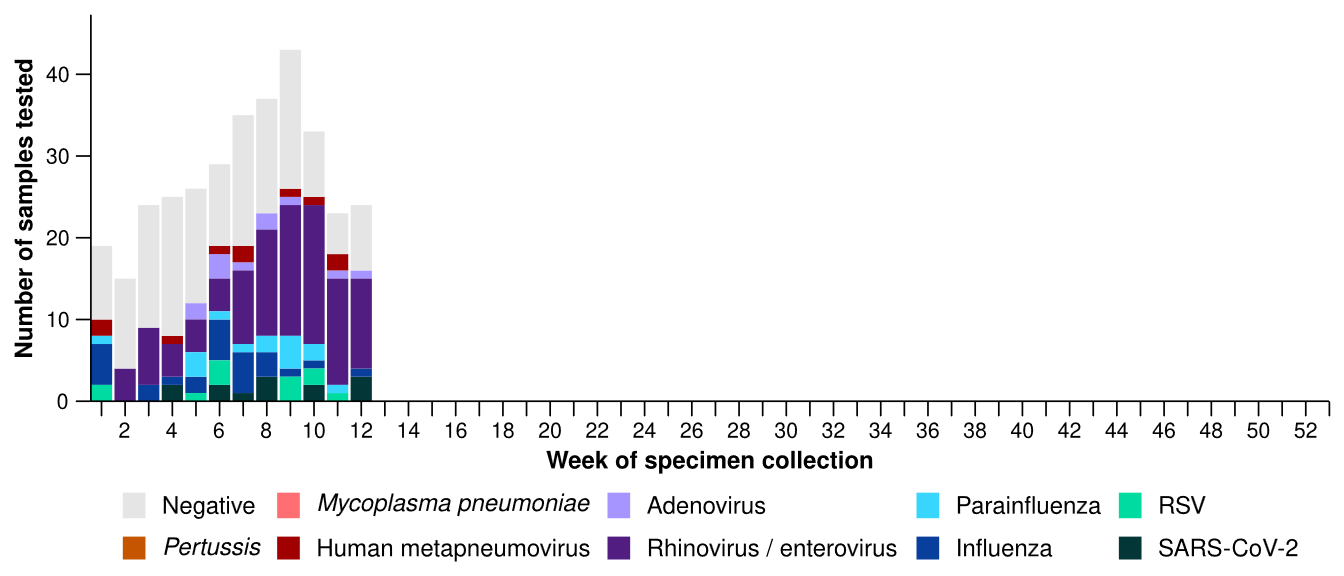 Number of samples tested
40
30
20
10
0
2 4 6 8 10 12 14 16 18 20 22 24 26 28 30 32 34 36 38 40 42 44 46 48 50 52
Week of specimen collection
Negative Mycoplasma pneumoniae Adenovirus Parainfluenza RSV
Pertussis Human metapneumovirus Rhinovirus / enterovirus Influenza SARS-CoV-2